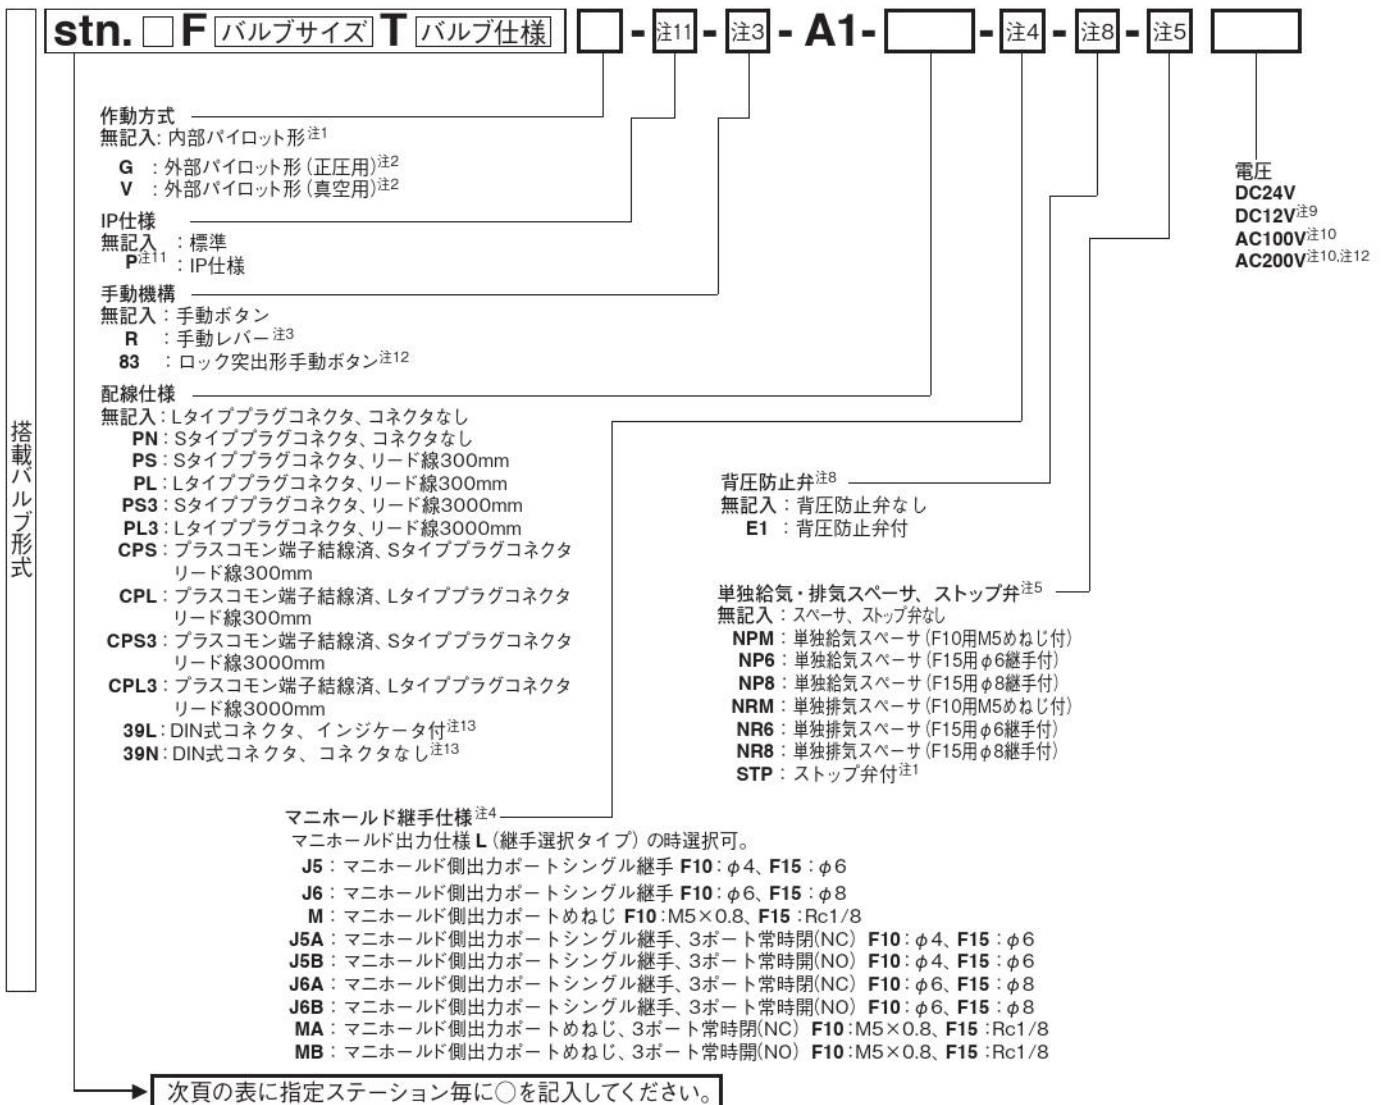 stn. □ F バルブサイズ T バルブ仕様 □ - 注11 - 注3 - A1- □ - 注4 - 注8 - 注5 □
搭載バルブ形式
作動方式
無記入: 内部パイロット形注1
G : 外部パイロット形 (正圧用)注2
V : 外部パイロット形 (真空用)注2
IP仕様
無記入 : 標準
P注11 : IP仕様
手動機構
無記入 : 手動ボタン
R : 手動レバー注3
83 : ロック突出形手動ボタン注12
配線仕様
無記入 : Lタイププラグコネクタ、コネクタなし
PN : Sタイププラグコネクタ、コネクタなし
PS : Sタイププラグコネクタ、リード線300mm
PL : Lタイププラグコネクタ、リード線300mm
PS3 : Sタイププラグコネクタ、リード線3000mm
PL3 : Lタイププラグコネクタ、リード線3000mm
CPS : プラスコモン端子結線済、Sタイププラグコネクタ
リード線300mm
CPL : プラスコモン端子結線済、Lタイププラグコネクタ
リード線300mm
CPS3 : プラスコモン端子結線済、Sタイププラグコネクタ
リード線3000mm
CPL3 : プラスコモン端子結線済、Lタイププラグコネクタ
リード線3000mm
39L : DIN式コネクタ、インジケータ付注13
39N : DIN式コネクタ、コネクタなし注13
電圧
DC24V
DC12V注9
AC100V注10
AC200V注10,注12
背圧防止弁注8
無記入 : 背圧防止弁なし
E1 : 背圧防止弁付
単独給気・排気スペーサ、ストップ弁注5
無記入 : スペーサ、ストップ弁なし
NPM : 単独給気スペーサ (F10用M5めねじ付)
NP6 : 単独給気スペーサ (F15用φ6継手付)
NP8 : 単独給気スペーサ (F15用φ8継手付)
NRM : 単独排気スペーサ (F10用M5めねじ付)
NR6 : 単独排気スペーサ (F15用φ6継手付)
NR8 : 単独排気スペーサ (F15用φ8継手付)
STP : ストップ弁付注1
マニホールド継手仕様注4
マニホールド出力仕様 L (継手選択タイプ) の時選択可。
J5 : マニホールド側出力ポートシングル継手 F10 : φ4、F15 : φ6
J6 : マニホールド側出力ポートシングル継手 F10 : φ6、F15 : φ8
M : マニホールド側出力ポートめねじ F10 : M5×0.8、F15 : Rc1/8
J5A : マニホールド側出力ポートシングル継手、3ポート常時閉(NC) F10 : φ4、F15 : φ6
J5B : マニホールド側出力ポートシングル継手、3ポート常時開(NO) F10 : φ4、F15 : φ6
J6A : マニホールド側出力ポートシングル継手、3ポート常時閉(NC) F10 : φ6、F15 : φ8
J6B : マニホールド側出力ポートシングル継手、3ポート常時開(NO) F10 : φ6、F15 : φ8
MA : マニホールド側出力ポートめねじ、3ポート常時閉(NC) F10 : M5×0.8、F15 : Rc1/8
MB : マニホールド側出力ポートめねじ、3ポート常時開(NO) F10 : M5×0.8、F15 : Rc1/8
次頁の表に指定ステーション毎に○を記入してください。